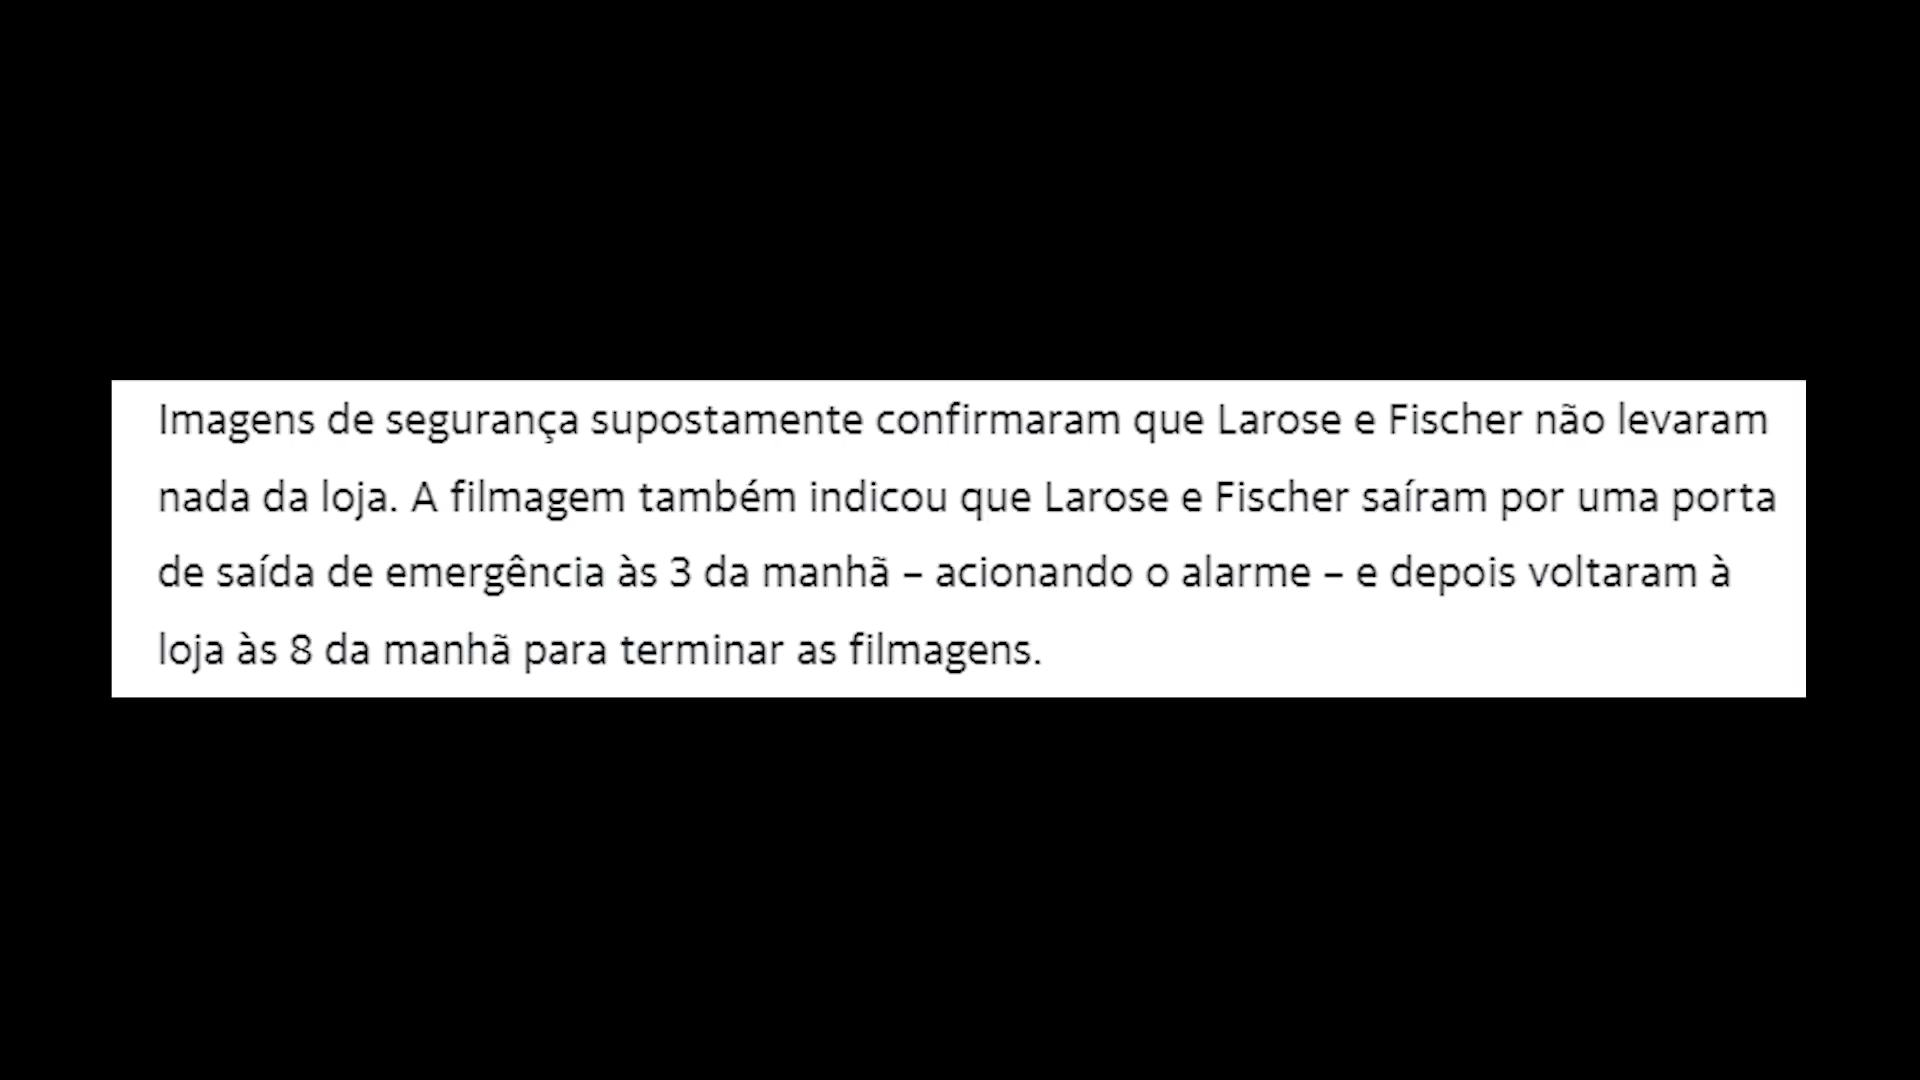 Imagens de segurança supostamente confirmaram que Larose e Fischer não levaram
nada da loja. A filmagem também indicou que Larose e Fischer saíram por uma porta
de saída de emergência às 3 da manhã – acionando o alarme – e depois voltaram à
loja às 8 da manhã para terminar as filmagens.